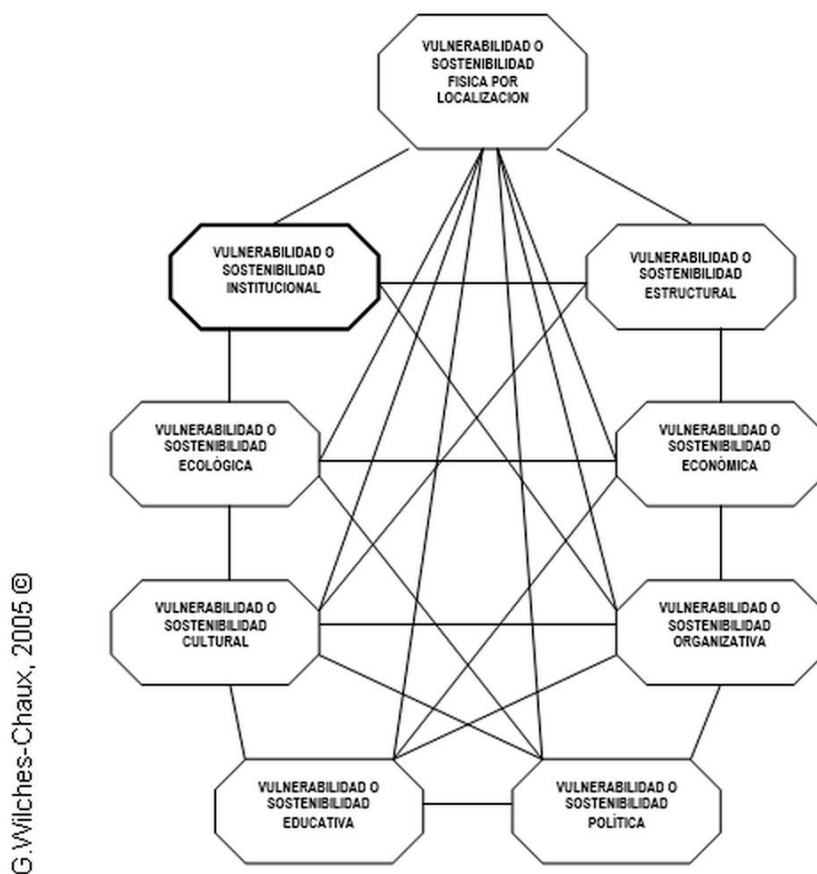 VULNERABILIDAD O
SOSTENIBILIDAD
FISICA POR
LOCALIZACION
VULNERABILIDAD O
SOSTENIBILIDAD
INSTITUCIONAL
VULNERABILIDAD O
SOSTENIBILIDAD
ESTRUCTURAL
VULNERABILIDAD O
SOSTENIBILIDAD
ECOLÓGICA
VULNERABILIDAD O
SOSTENIBILIDAD
ECONÓMICA
VULNERABILIDAD O
SOSTENIBILIDAD
CULTURAL
VULNERABILIDAD O
SOSTENIBILIDAD
ORGANIZATIVA
VULNERABILIDAD O
SOSTENIBILIDAD
EDUCATIVA
VULNERABILIDAD O
SOSTENIBILIDAD
POLÍTICA
G.Wilches-Chaux, 2005 ©